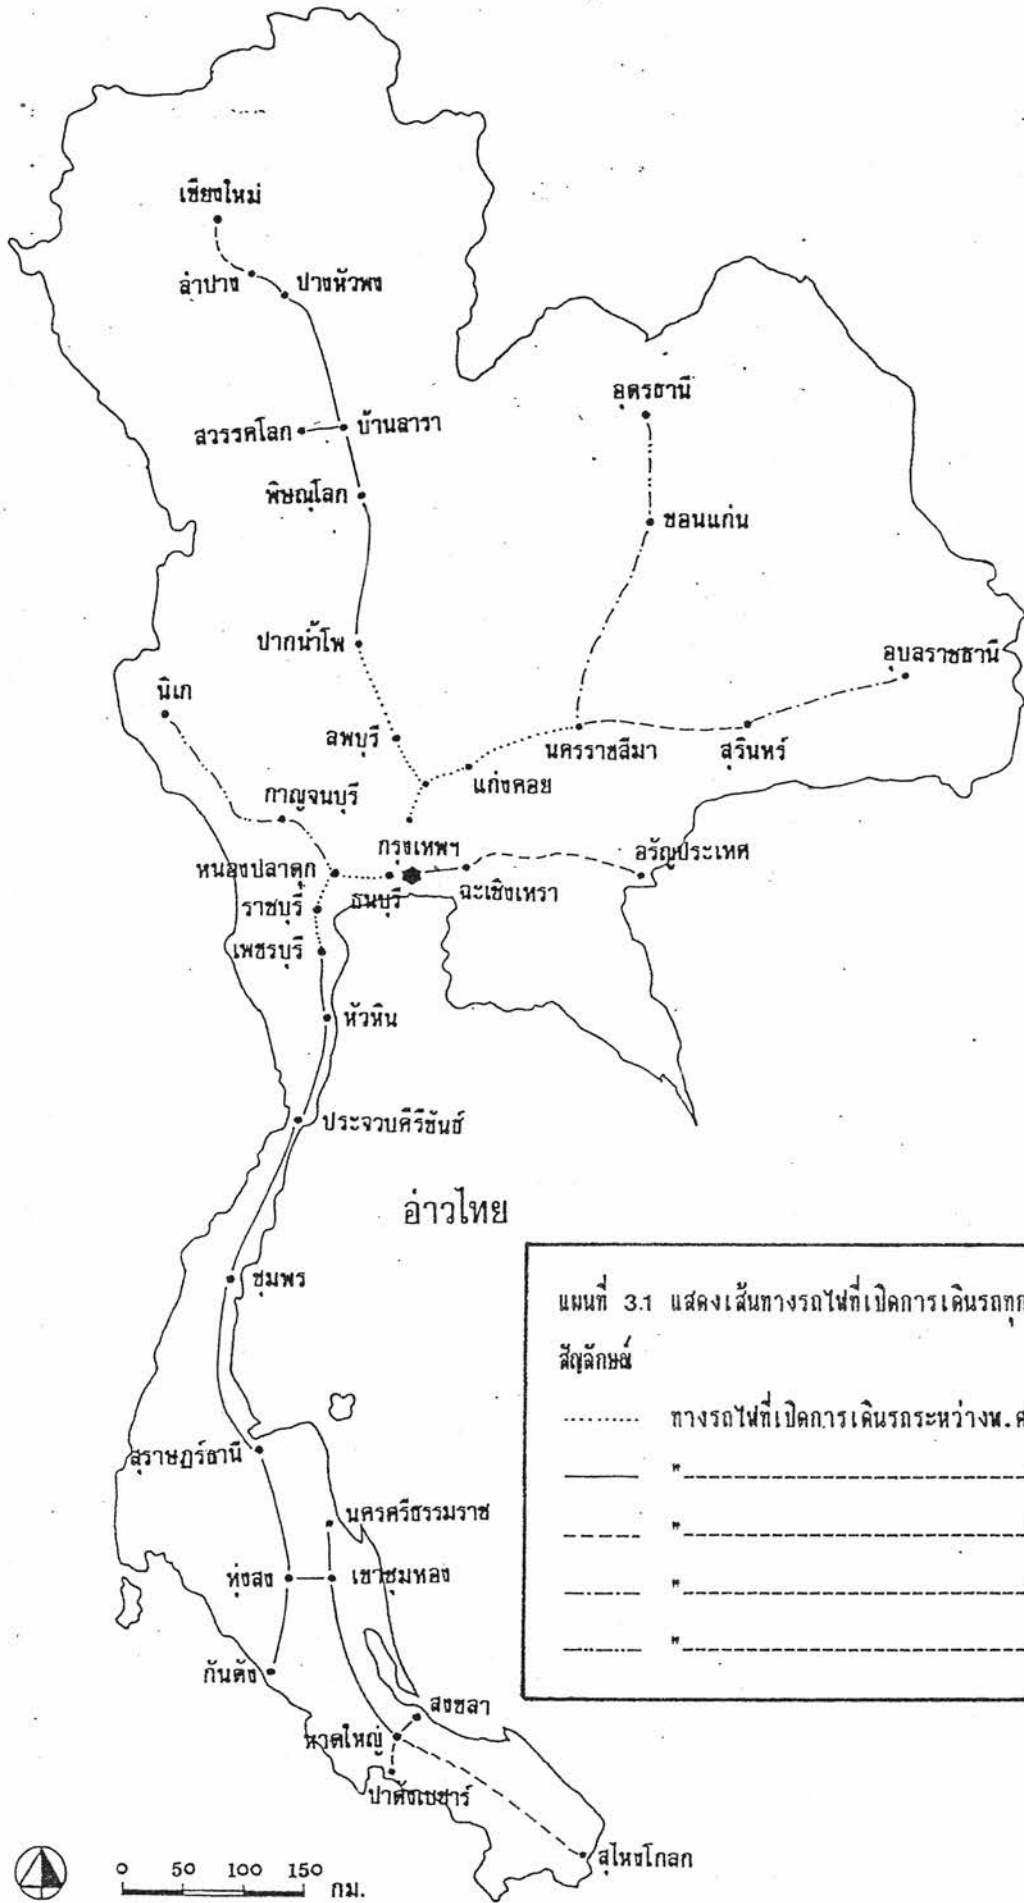 เชียงใหม่
ลำปาง
ปางหัวพง
อุดรธานี
สวรรคโลก
บ้านดารา
พิษณุโลก
ขอนแก่น
ปากน้ำโพ
อุบลราชธานี
นิเถ
ลพบุรี
นครราชสีมา
สุรินทร์
แก่งคอย
กาญจนบุรี
กรุงเทพฯ
อรัญประเทศ
หนองปลาดุก
ธนบุรี
ฉะเชิงเทรา
ราชบุรี
เพชรบุรี
หัวหิน
ประจวบคีรีขันธ์
อ่าวไทย
ชุมพร
แผนที่ 3.1 แสดงเส้นทางรถไฟที่เปิดการเดินรถทุก
สัญลักษณ์
ทางรถไฟที่เปิดการเดินรถระหว่างพ.ศ
"
"
"
"
สุราษฎร์ธานี
นครศรีธรรมราช
ทุ่งสง
เขาชุมทอง
กันตัง
สงขลา
หาดใหญ่
ปาดังเบซาร์
สุไหงโกลก
0 50 100 150 กม.